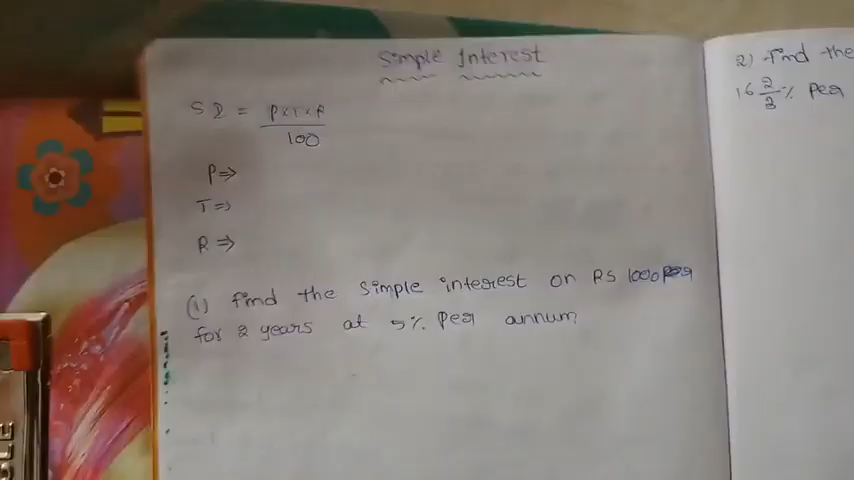 Simple Interest
SI = P×T×R
100
P⇒
T⇒
R⇒
(1) find the simple interest on RS 1000
for 2 years at 5% Per annum
2) find the
16 2/3 % Per